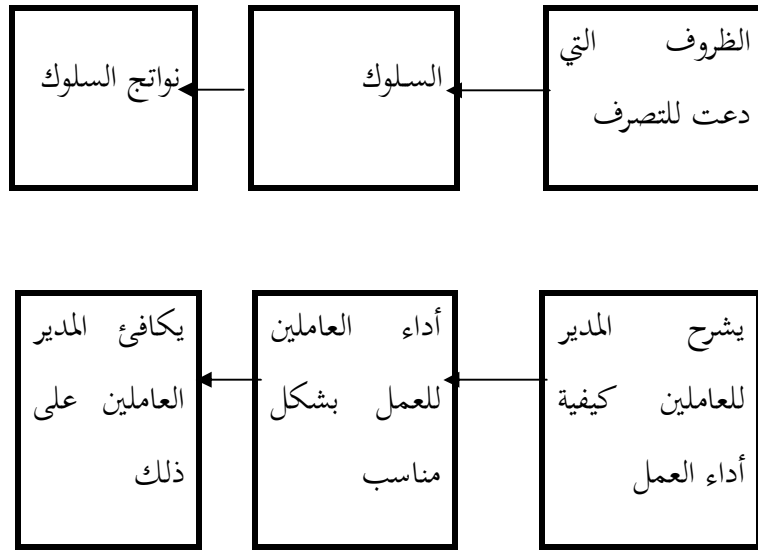 الظروف التي
دعت للتصرف
السلوك
نواتج السلوك
يشرح المدير
للعاملين كيفية
أداء العمل
أداء العاملين
للعمل بشكل
مناسب
يكافئ المدير
العاملين على
ذلك